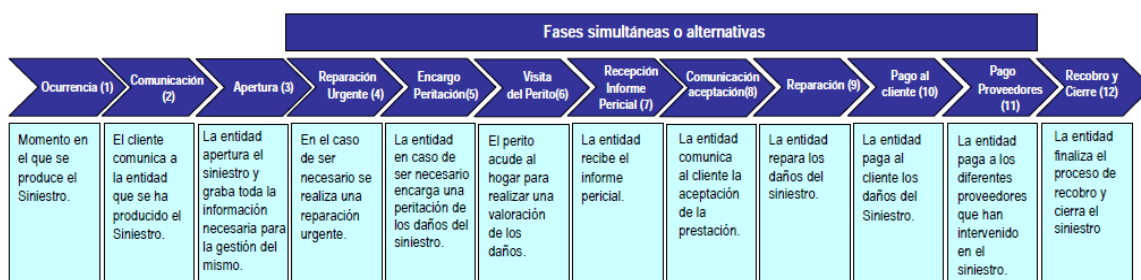 Fases simultáneas o alternativas
Ocurrencia (1)
Comunicación
(2)
Apertura (3)
Reparación
Urgente (4)
Encargo
Peritación(5)
Visita
del Perito(6)
Recepción
Informe
Pericial (7)
Comunicación
aceptación(8)
Reparación (9)
Pago al
cliente (10)
Pago
Proveedores
(11)
Recobro y
Cierre (12)
Momento en
el que se
produce el
Siniestro.
El cliente
comunica a
la entidad
que se ha
producido el
Siniestro.
La entidad
apertura el
siniestro y
graba toda la
información
necesaria para
la gestión del
mismo.
En el caso
de ser
necesario se
realiza una
reparación
urgente.
La entidad
en caso de
ser necesario
encarga una
peritación de
los daños del
siniestro.
El perito
acude al
hogar para
realizar una
valoración
de los
daños.
La entidad
recibe el
informe
pericial.
La entidad
comunica
al cliente la
aceptación
de la
prestación.
La entidad
repara los
daños del
siniestro.
La entidad
paga al
cliente los
daños del
Siniestro.
La entidad
paga a los
diferentes
proveedores
que han
intervenido
en el
siniestro.
La entidad
finaliza el
proceso de
recobro y
cierra el
siniestro